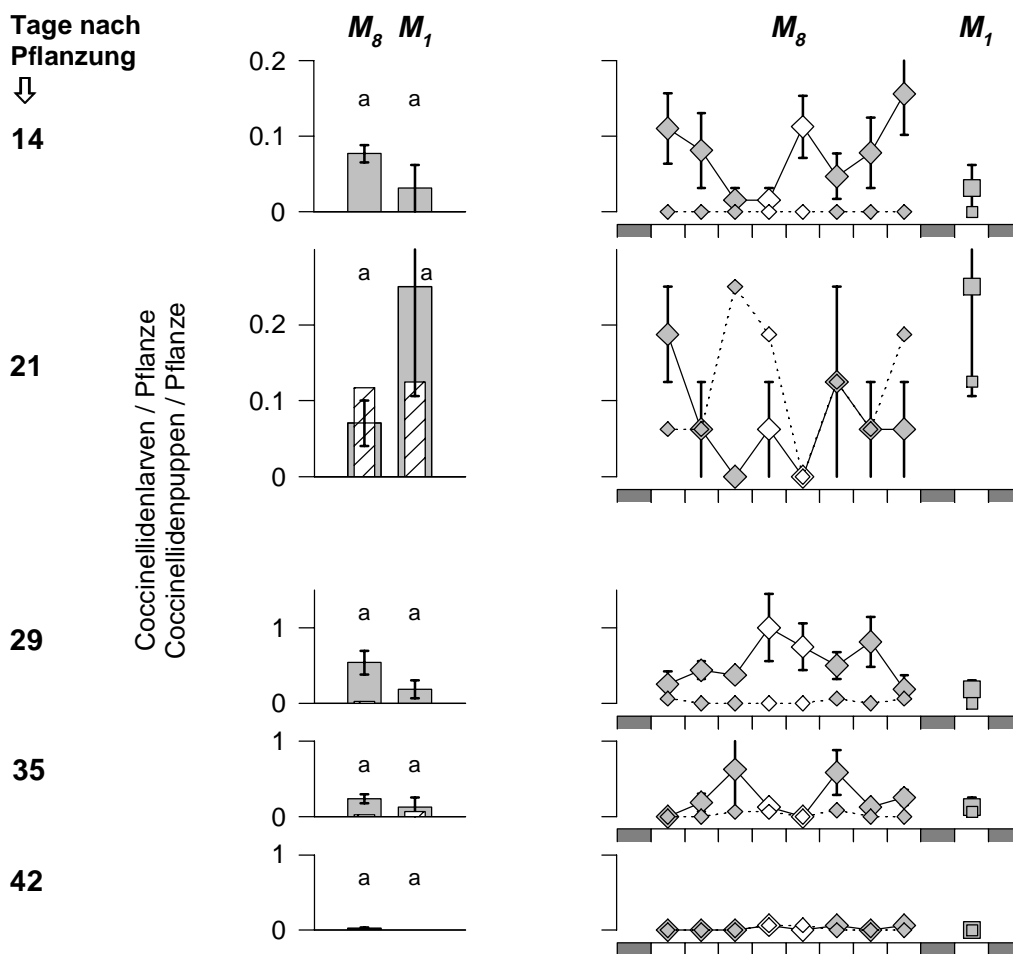 Tage nach
Pflanzung
⇩
M8 M1
M8
M1
14
0.2
0.1
0
a a
21
0.2
0.1
0
a a
Coccinellidenlarven / Pflanze
Coccinellidenpuppen / Pflanze
29
1
0
a a
35
1
0
a a
42
1
0
a a